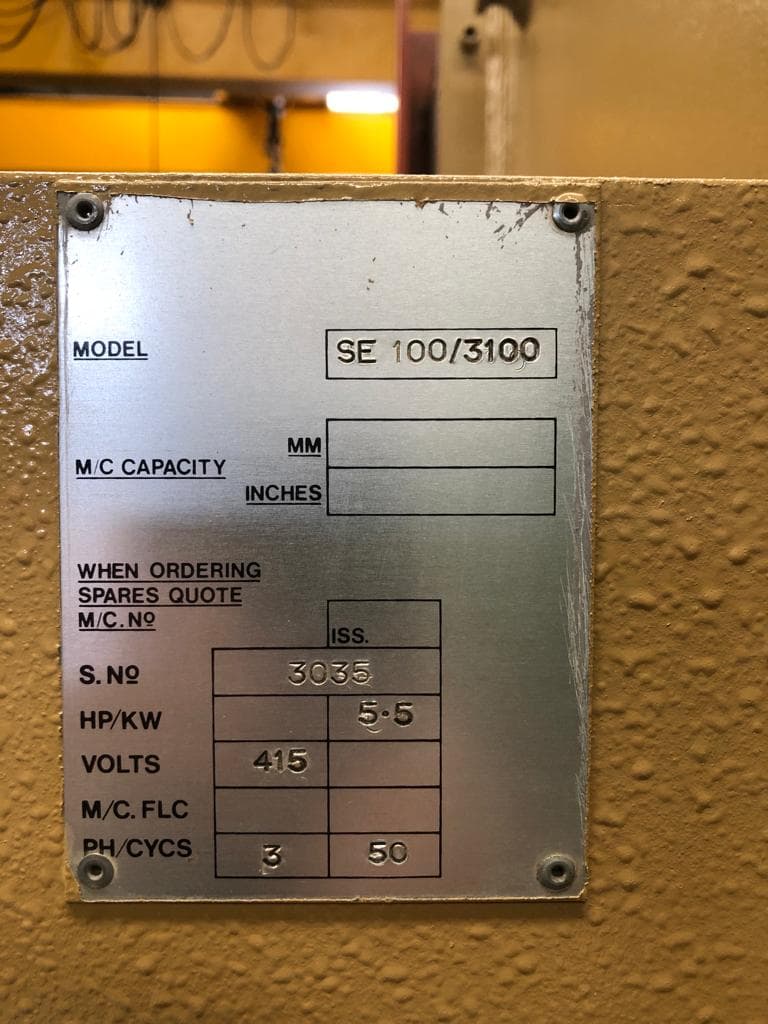 MODEL SE 100/3100
MM
M/C CAPACITY
INCHES
WHEN ORDERING
SPARES QUOTE
M/C. Nº
ISS.
S. Nº 3035
HP/KW 5·5
VOLTS 415
M/C. FLC
PH/CYCS 3 50